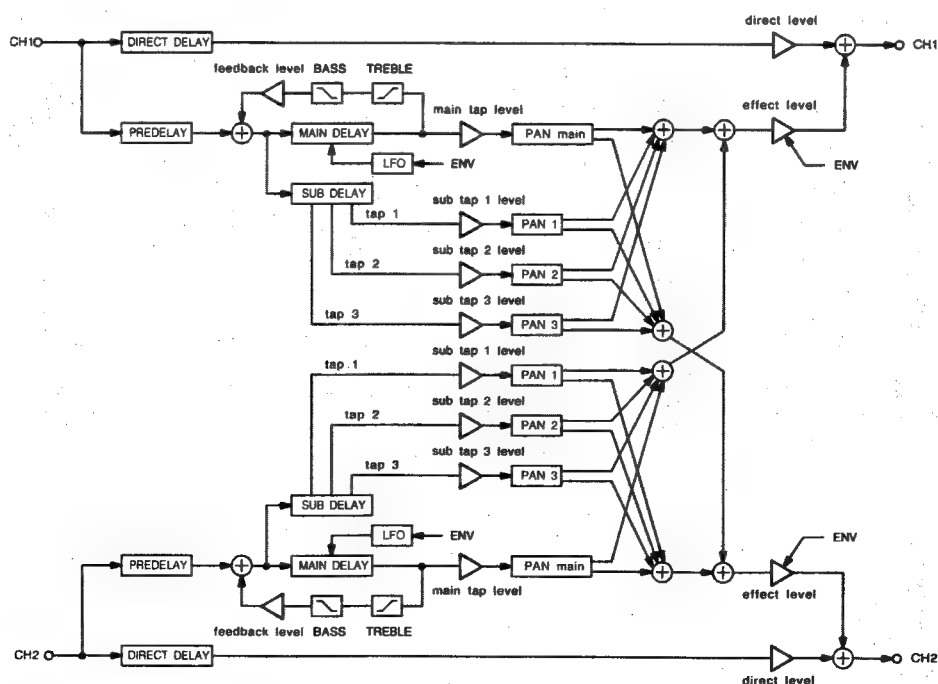 direct level
CH1 DIRECT DELAY CH1
feedback level BASS TREBLE
main tap level effect level
PREDELAY MAIN DELAY PAN main
LFO ENV ENV
SUB DELAY sub tap 1 level
tap 1 PAN 1
sub tap 2 level
tap 2 PAN 2
sub tap 3 level
tap 3 PAN 3
sub tap 1 level
tap 1 PAN 1
sub tap 2 level
tap 2 PAN 2
sub tap 3 level
tap 3 PAN 3
SUB DELAY
LFO ENV ENV
PREDELAY MAIN DELAY PAN main
main tap level effect level
feedback level BASS TREBLE
CH2 DIRECT DELAY CH2
direct level